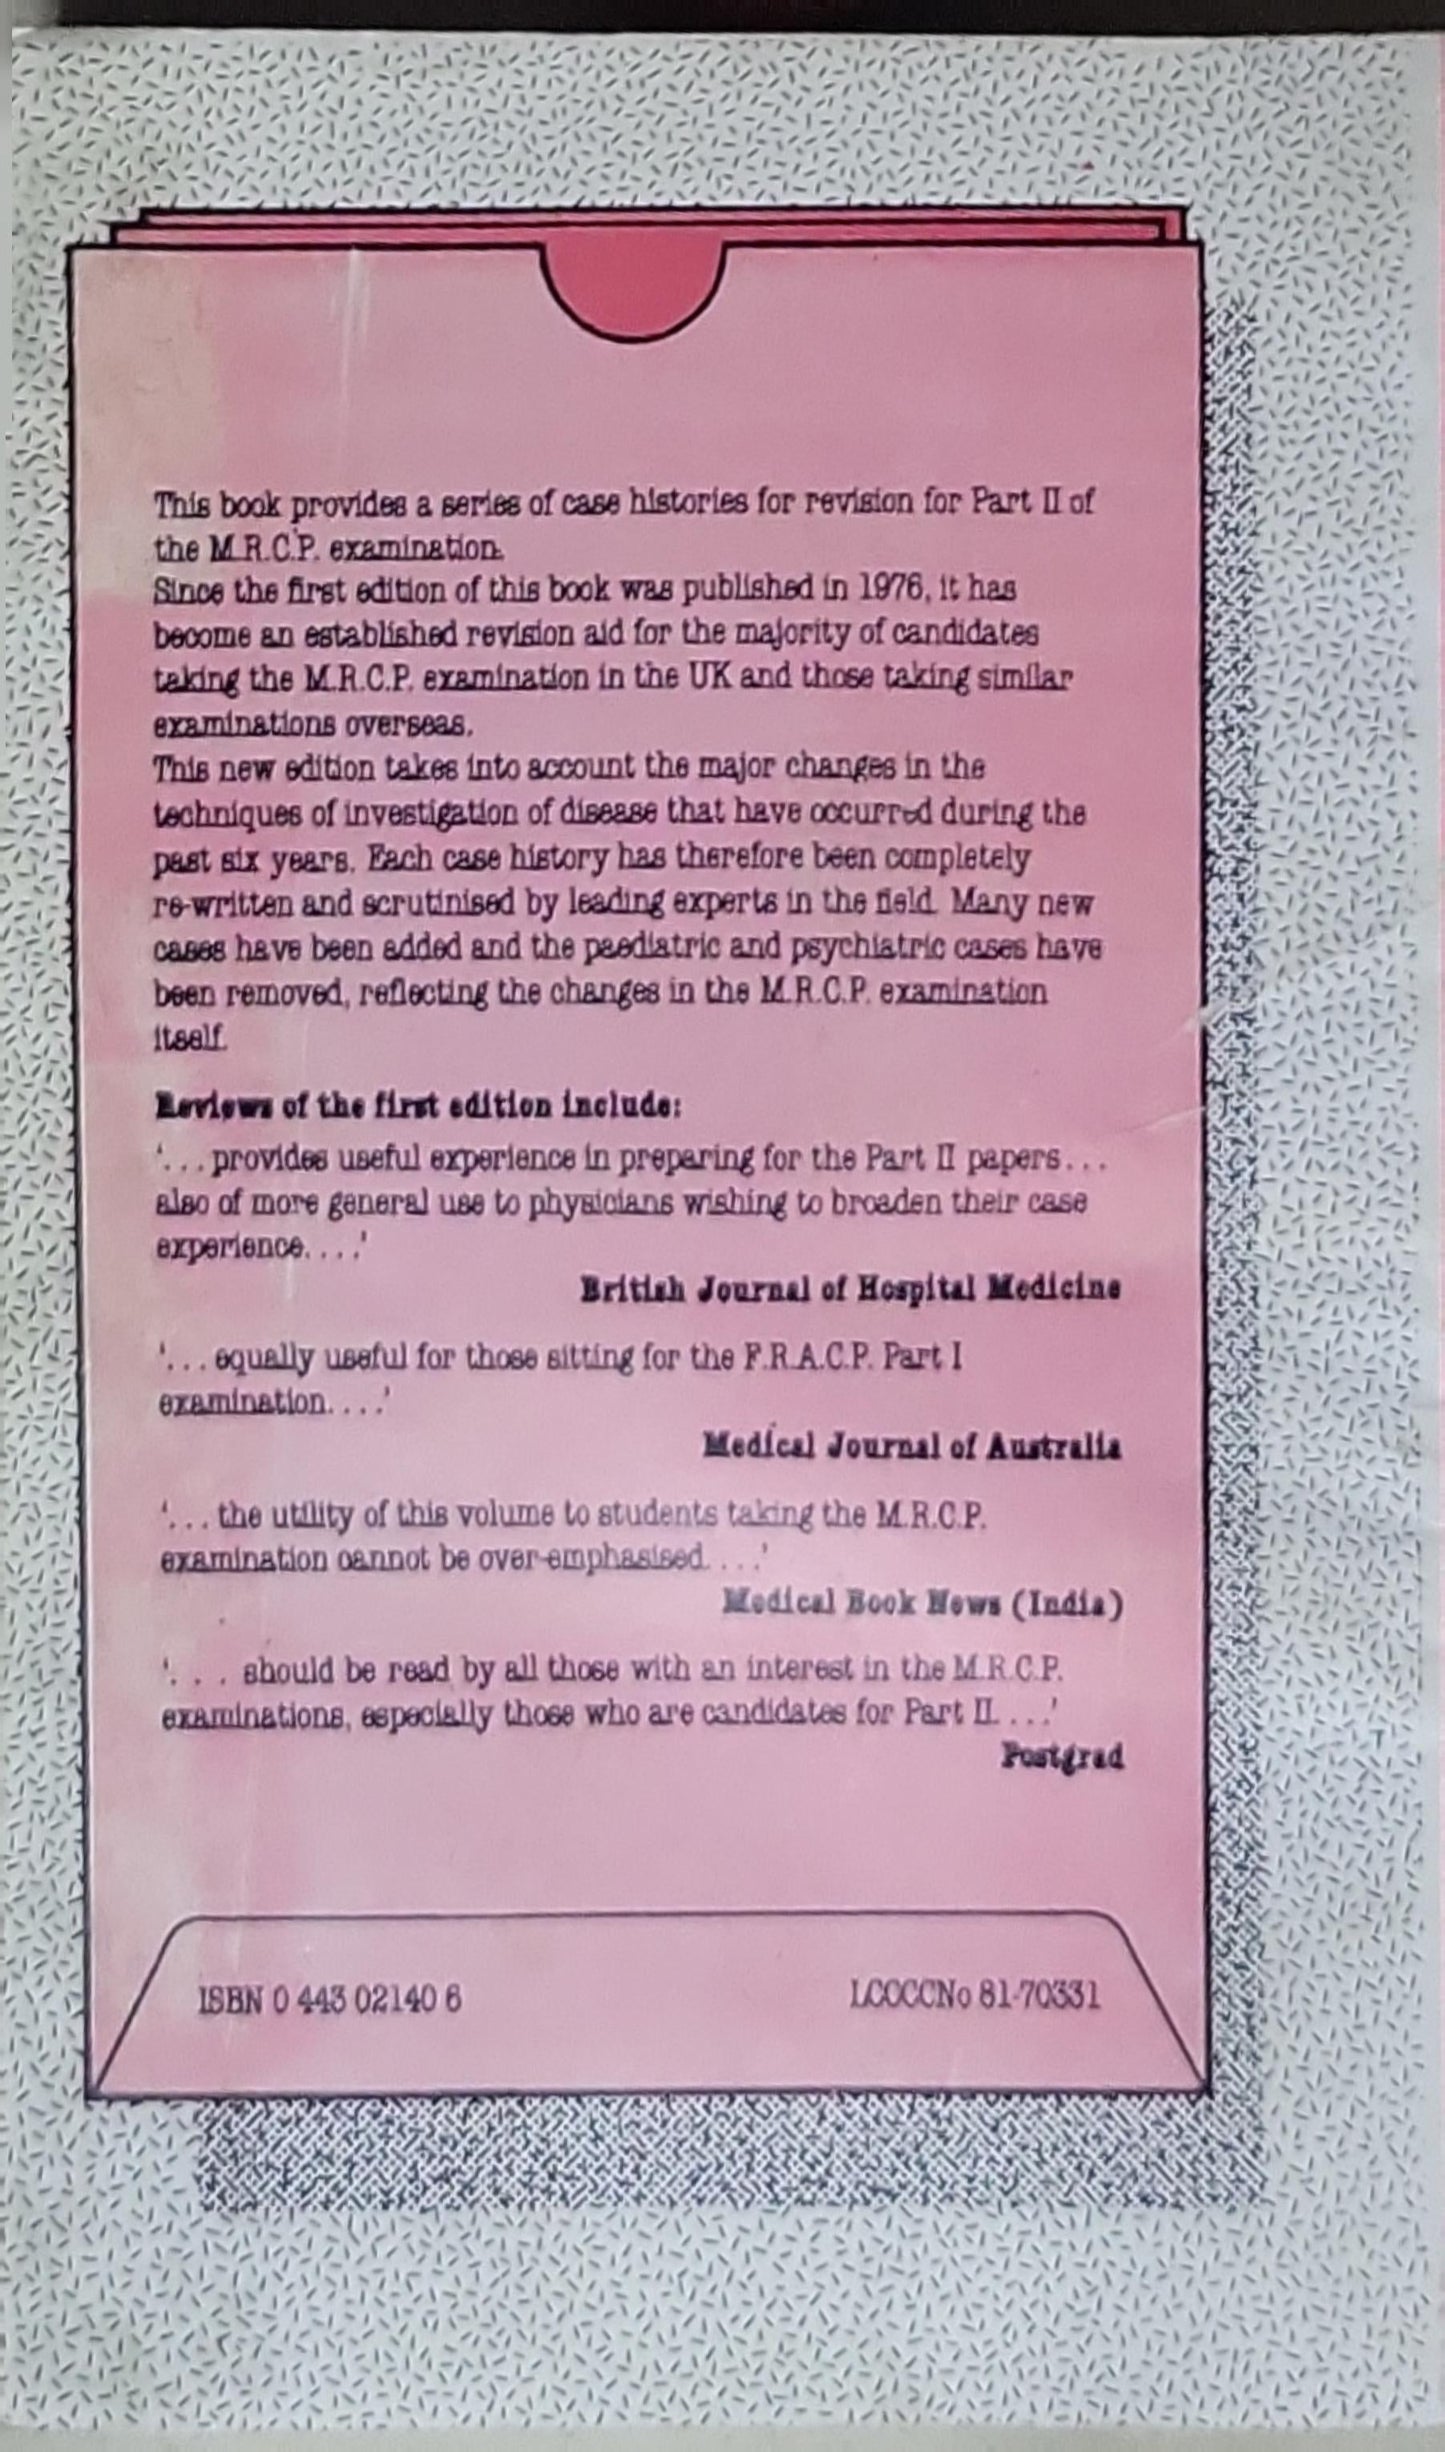 This book provides a series of case histories for revision for Part II of
the M.R.C.P. examination.
Since the first edition of this book was published in 1976, it has
become an established revision aid for the majority of candidates
taking the M.R.C.P. examination in the UK and those taking similar
examinations overseas.
This new edition takes into account the major changes in the
techniques of investigation of disease that have occurred during the
past six years. Each case history has therefore been completely
re-written and scrutinised by leading experts in the field. Many new
cases have been added and the paediatric and psychiatric cases have
been removed, reflecting the changes in the M.R.C.P. examination
itself.
Reviews of the first edition include:
'. . . provides useful experience in preparing for the Part II papers . . .
also of more general use to physicians wishing to broaden their case
experience. . . .'
British Journal of Hospital Medicine
'. . . equally useful for those sitting for the F.R.A.C.P. Part I
examination. . . .'
Medical Journal of Australia
'. . . the utility of this volume to students taking the M.R.C.P.
examination cannot be over-emphasised. . . .'
Medical Book News (India)
'. . . should be read by all those with an interest in the M.R.C.P.
examinations, especially those who are candidates for Part II. . . .'
Postgrad
ISBN 0 443 02140 6
LCCCCNo 81-70331